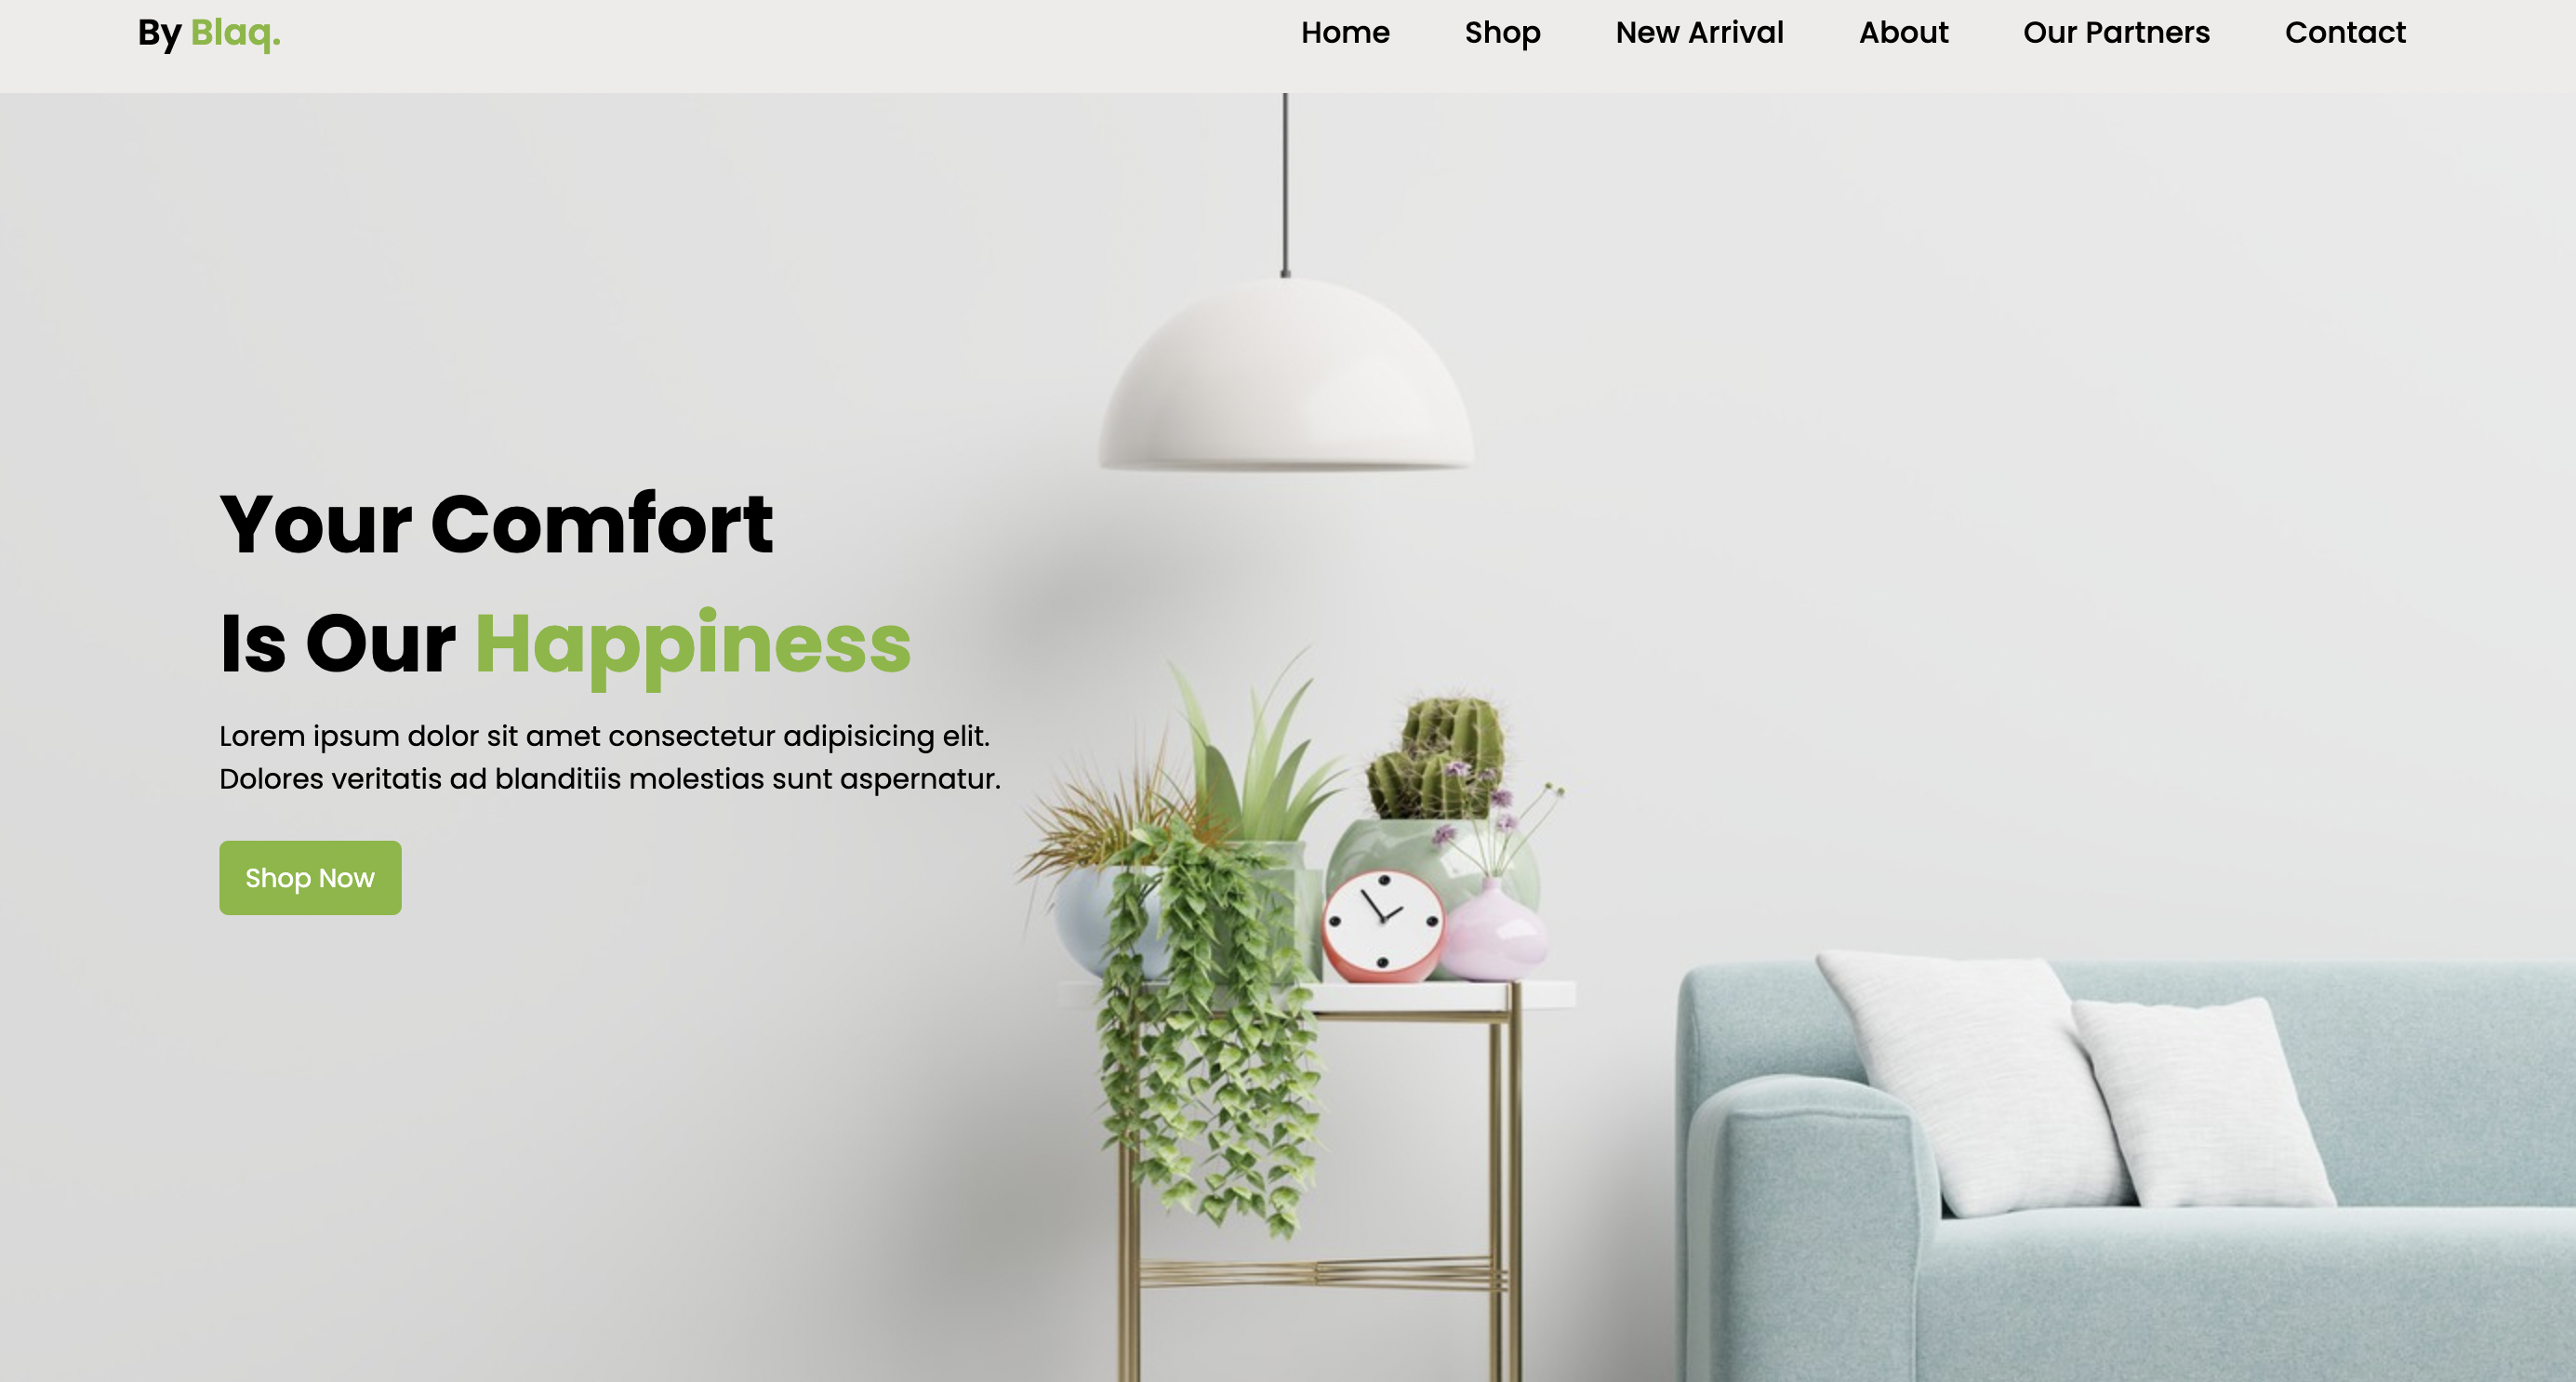 By Blaq.
Home Shop New Arrival About Our Partners Contact
Your Comfort
Is Our Happiness
Lorem ipsum dolor sit amet consectetur adipisicing elit.
Dolores veritatis ad blanditiis molestias sunt aspernatur.
Shop Now